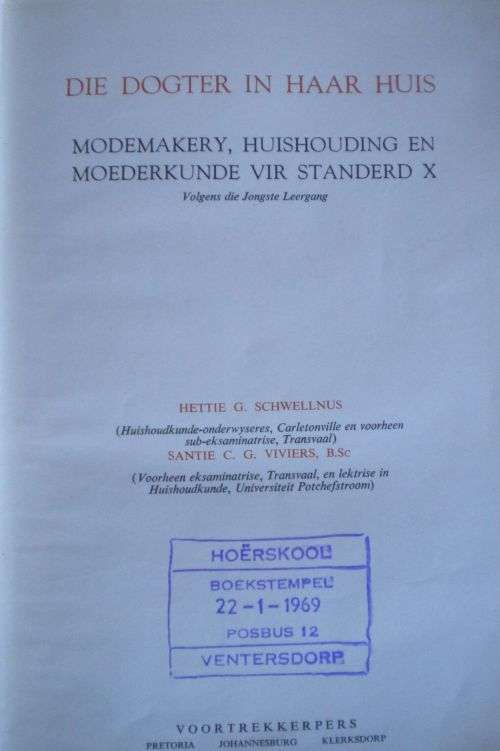 DIE DOGTER IN HAAR HUIS
MODEMAKERY, HUISHOUDING EN
MOEDERKUNDE VIR STANDERD X
Volgens die Jongste Leergang
HETTIE G. SCHWELLNUS
(Huishoudkunde-onderwyseres, Carletonville en voorheen
sub-eksaminatrise, Transvaal)
SANTIE C. G. VIVIERS, B.Sc
(Voorheen eksaminatrise, Transvaal, en lektrise in
Huishoudkunde, Universiteit Potchefstroom)
HOËRSKOOL
BOEKSTEMPEL
22-1-1969
POSBUS 12
VENTERSDORP.
VOORTREKKERPERS
PRETORIA JOHANNESBURG KLERKSDORP